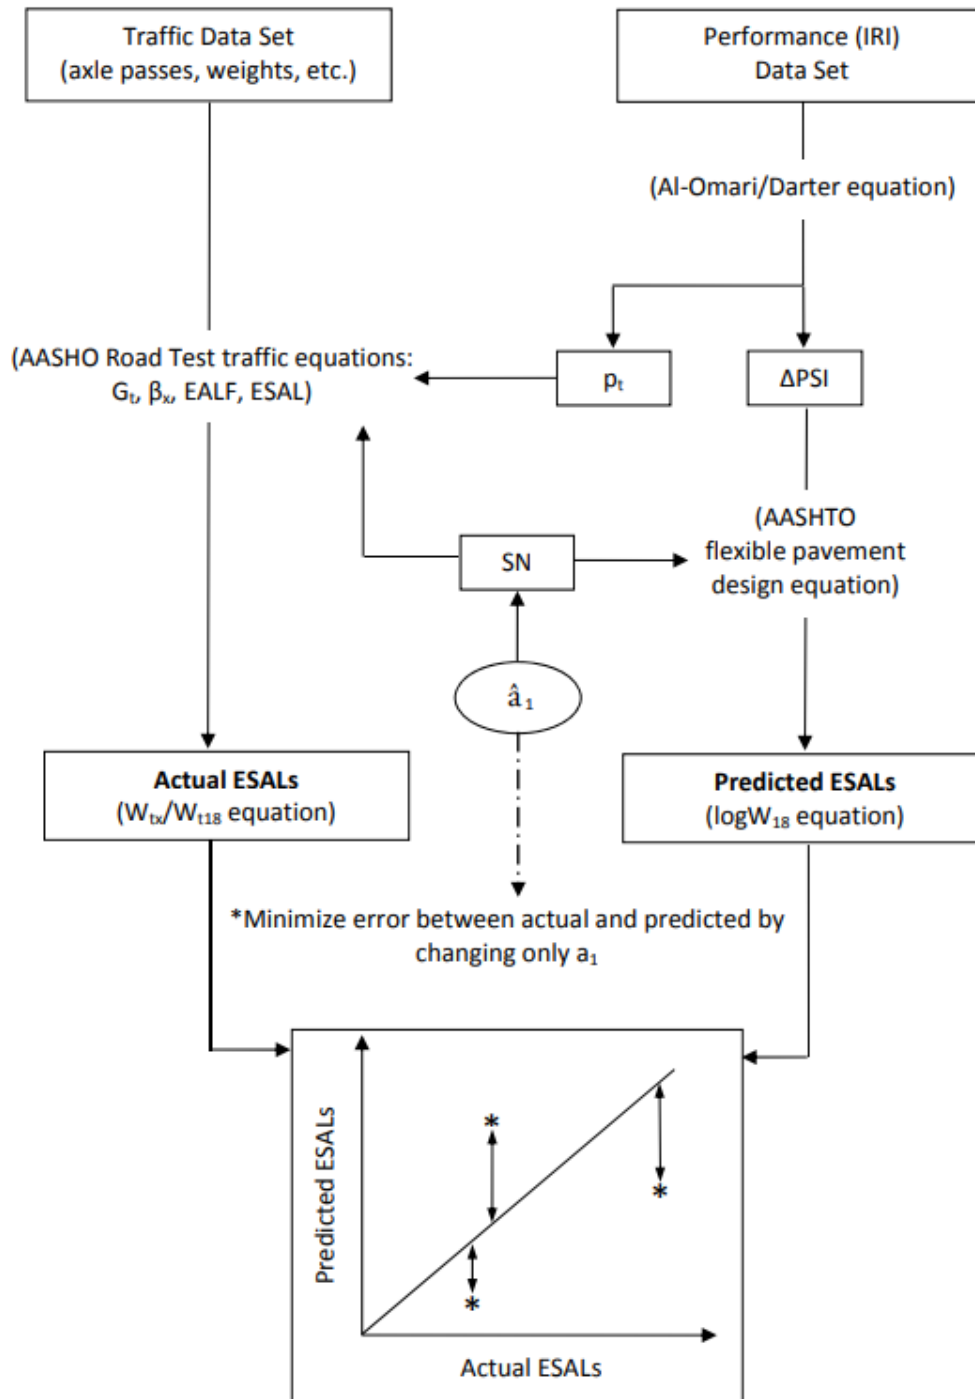 Traffic Data Set
(axle passes, weights, etc.)
Performance (IRI)
Data Set
(Al-Omari/Darter equation)
(AASHO Road Test traffic equations:
Gₜ, βₓ, EALF, ESAL)
pₜ
ΔPSI
(AASHTO
flexible pavement
design equation)
SN
â₁
Actual ESALs
(Wₜₓ/Wₜ₁₈ equation)
Predicted ESALs
(logW₁₈ equation)
*Minimize error between actual and predicted by
changing only a₁
Predicted ESALs
*
*
*
Actual ESALs